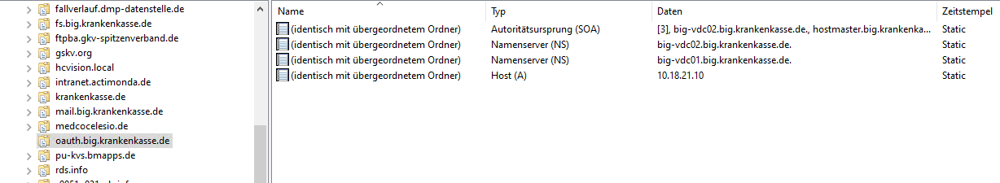 fallverlauf.dmp-datenstelle.de
fs.big.krankenkasse.de
ftpba.gkv-spitzenverband.de
gskv.org
hcvision.local
intranet.actimonda.de
krankenkasse.de
mail.big.krankenkasse.de
medcocelesio.de
oauth.big.krankenkasse.de
pu-kvs.bmapps.de
rds.info
Name Typ Daten Zeitstempel
(identisch mit übergeordnetem Ordner) Autoritätsursprung (SOA) [3], big-vdc02.big.krankenkasse.de., hostmaster.big.krankenka... Static
(identisch mit übergeordnetem Ordner) Namenserver (NS) big-vdc02.big.krankenkasse.de. Static
(identisch mit übergeordnetem Ordner) Namenserver (NS) big-vdc01.big.krankenkasse.de. Static
(identisch mit übergeordnetem Ordner) Host (A) 10.18.21.10 Static